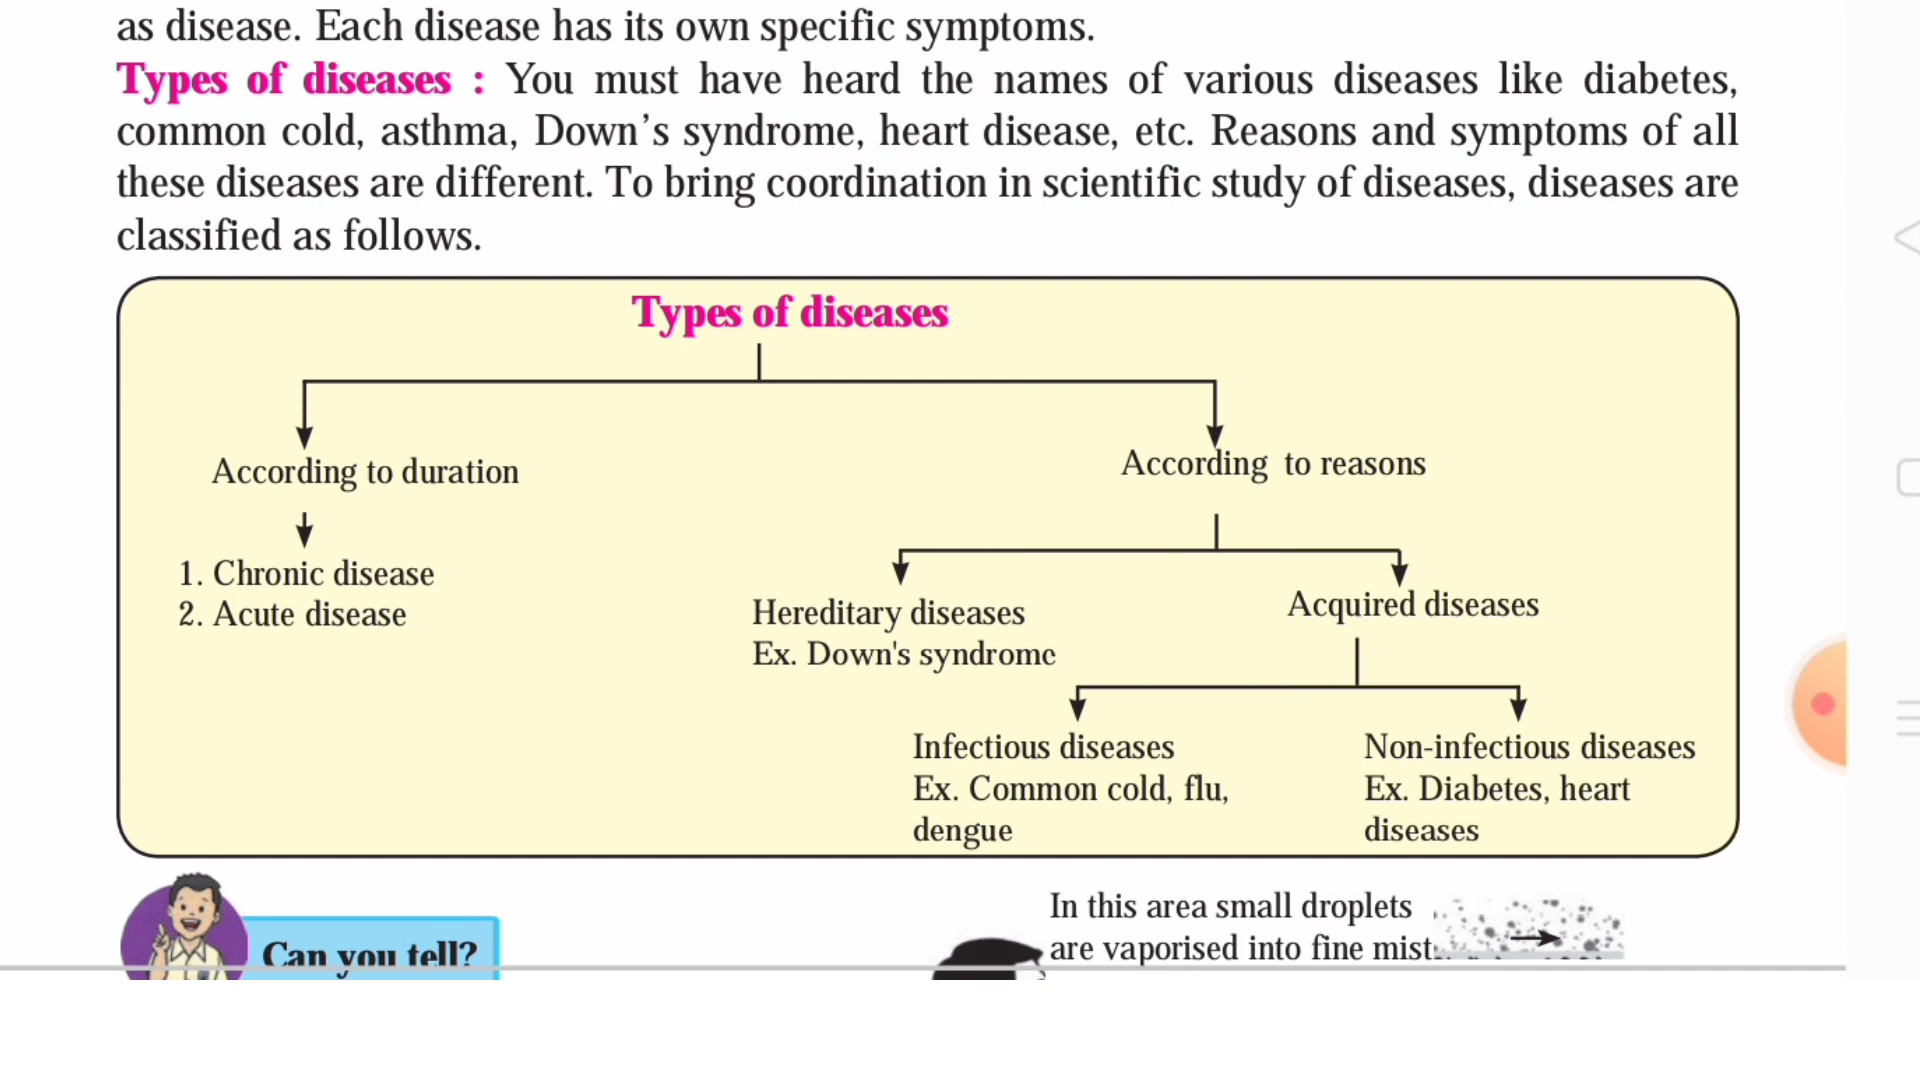 as disease. Each disease has its own specific symptoms.
Types of diseases : You must have heard the names of various diseases like diabetes,
common cold, asthma, Down’s syndrome, heart disease, etc. Reasons and symptoms of all
these diseases are different. To bring coordination in scientific study of diseases, diseases are
classified as follows.
Types of diseases
According to duration
1. Chronic disease
2. Acute disease
According to reasons
Hereditary diseases
Ex. Down's syndrome
Acquired diseases
Infectious diseases
Ex. Common cold, flu,
dengue
Non-infectious diseases
Ex. Diabetes, heart
diseases
Can you tell?
In this area small droplets
are vaporised into fine mist.